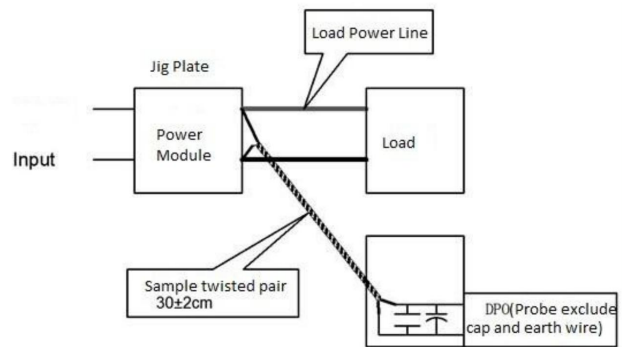 Load Power Line
Jig Plate
Power
Module
Load
Input
Sample twisted pair
30±2cm
DPO(Probe exclude
cap and earth wire)